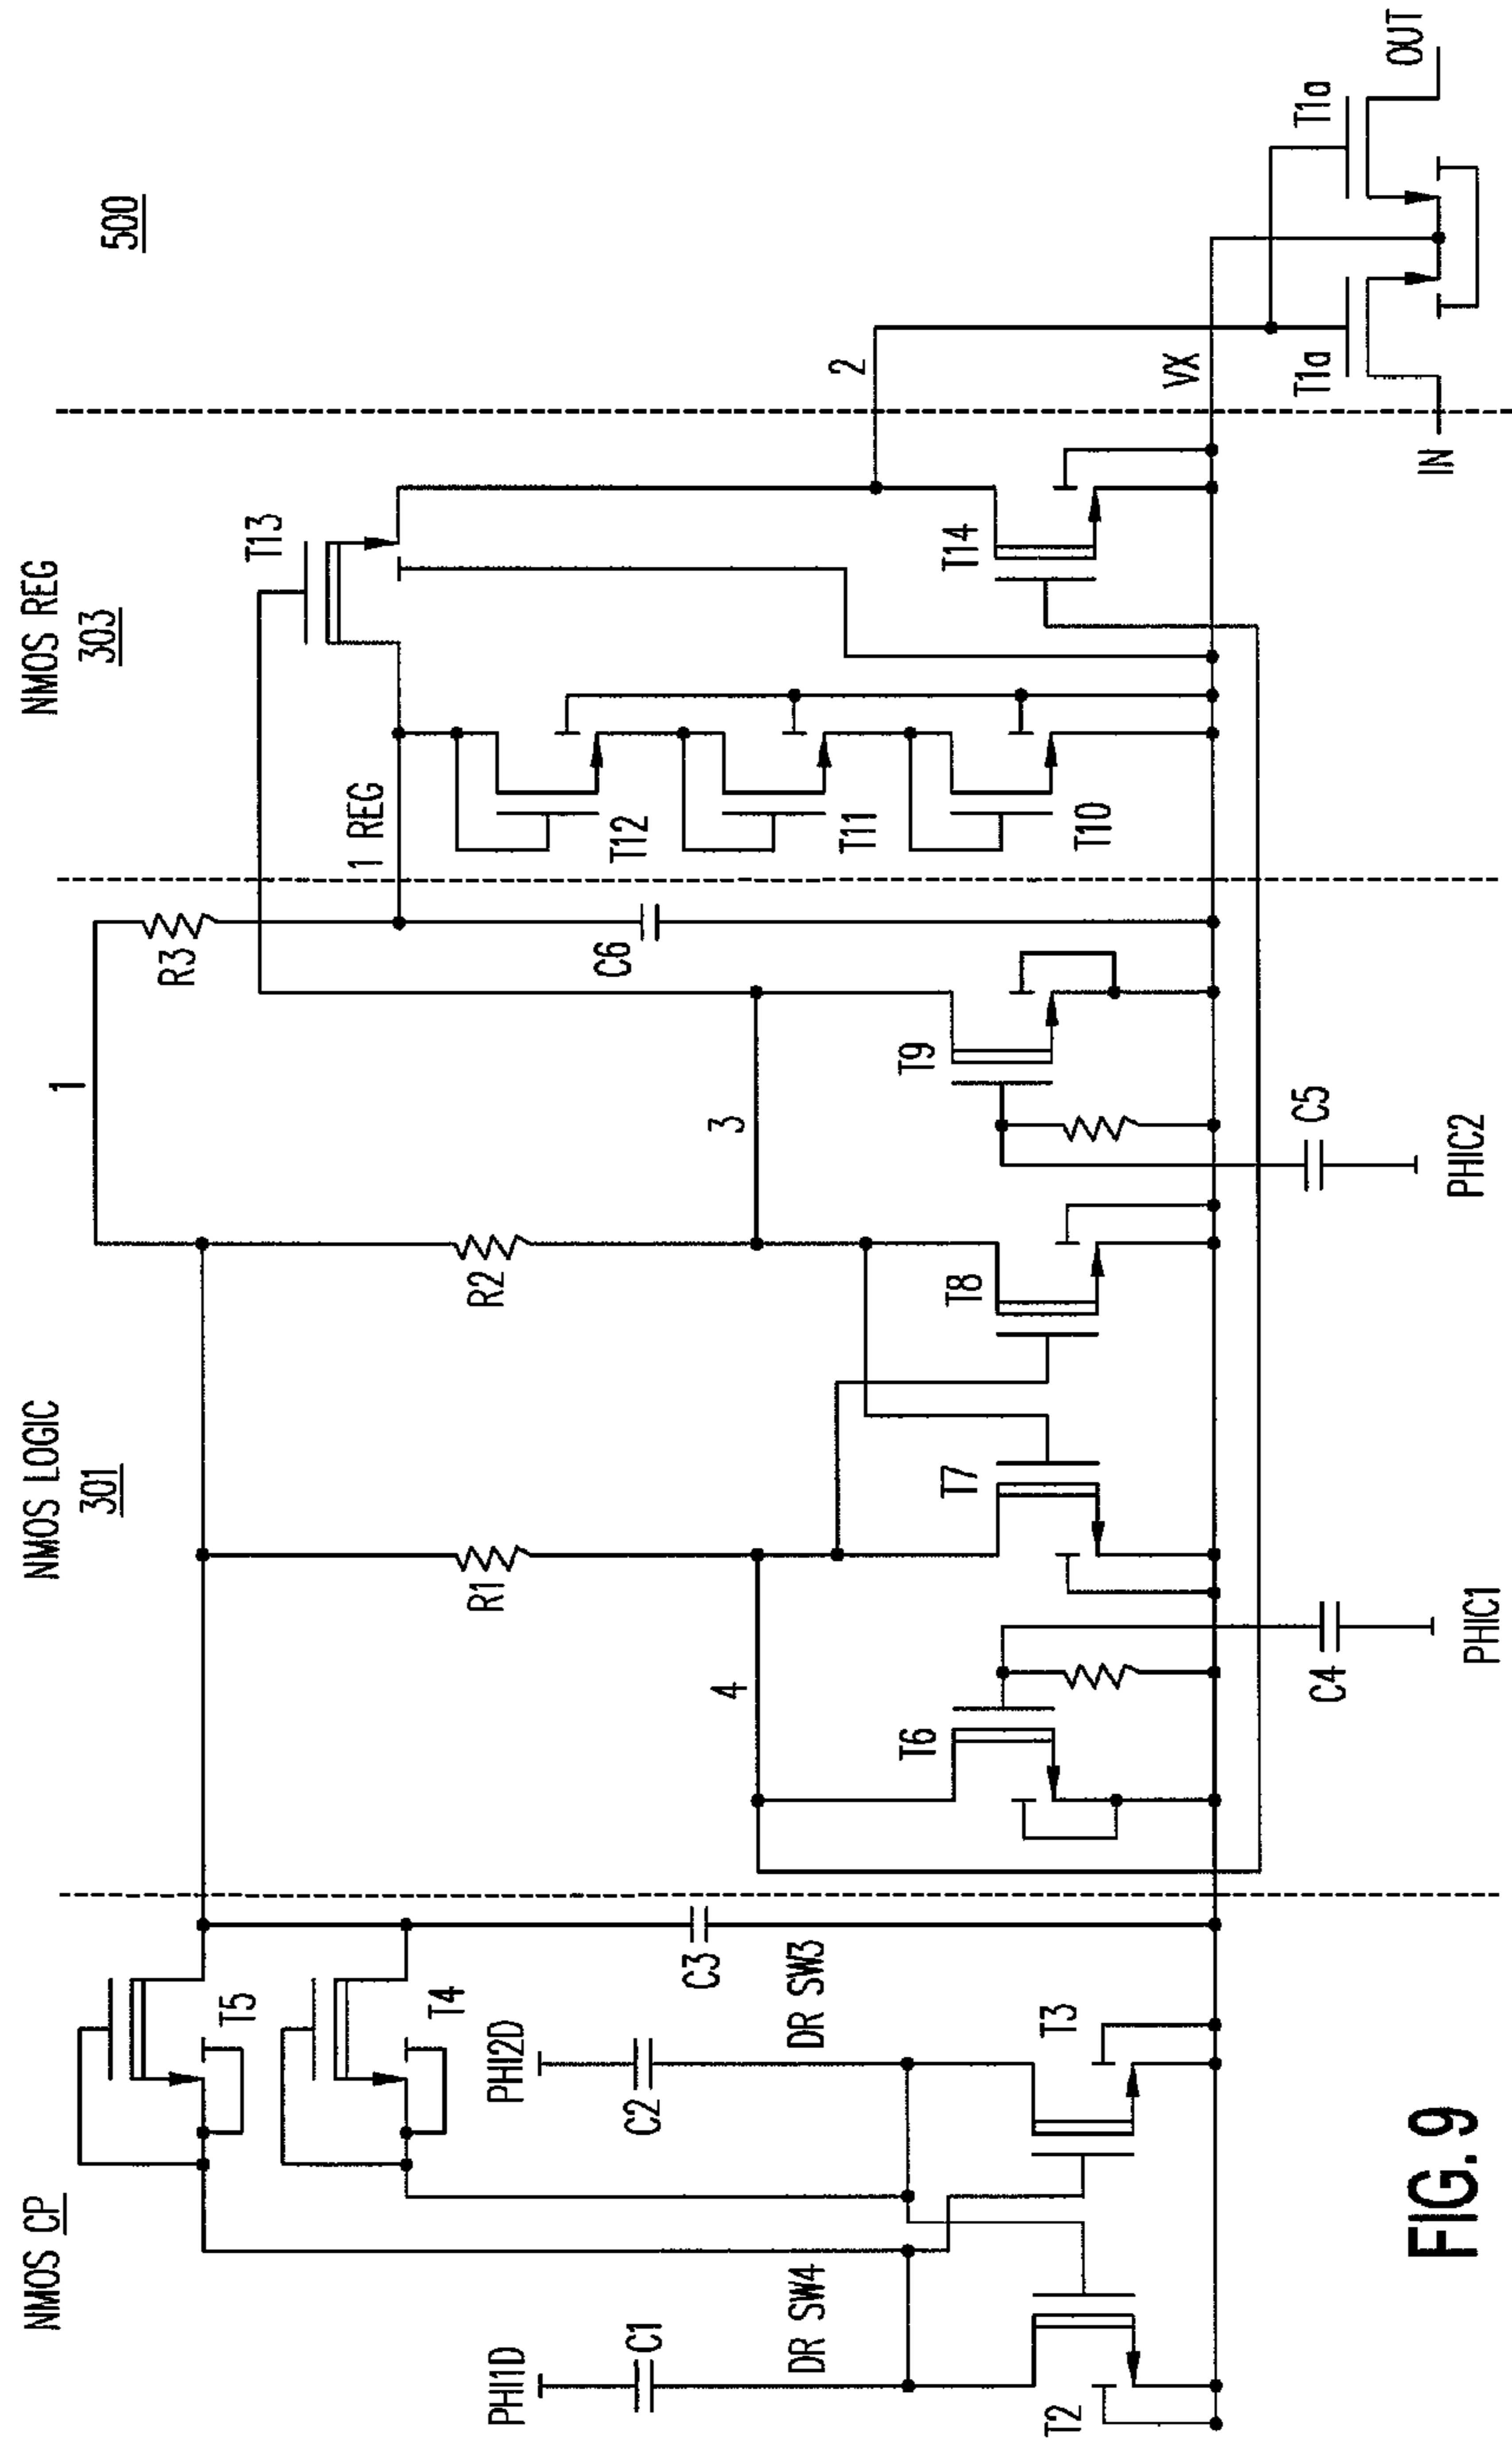 NMOS CP
NMOS LOGIC
301
NMOS REG
303
500
PHI1D
C1
DR SW4
T2
T5
T4
PHI2D
C2
DR SW3
T3
C3
4
T6
C4
PHIC1
R1
T7
R2
T8
3
1
T9
C5
PHIC2
R3
C6
1 REG
T12
T11
T10
T13
T14
2
VX
IN
T1a
T1a
OUT
FIG. 9